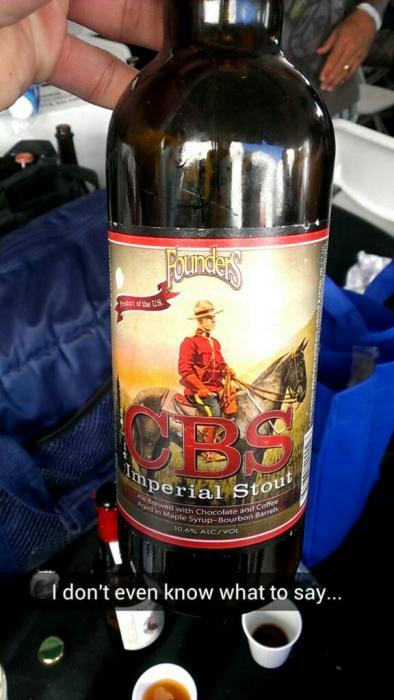 Founders
Product of the U.S.
CBS
Imperial Stout
Ale Brewed with Chocolate and Coffee
Aged in Maple Syrup-Bourbon Barrels
10.6% ALC/VOL
I don't even know what to say...